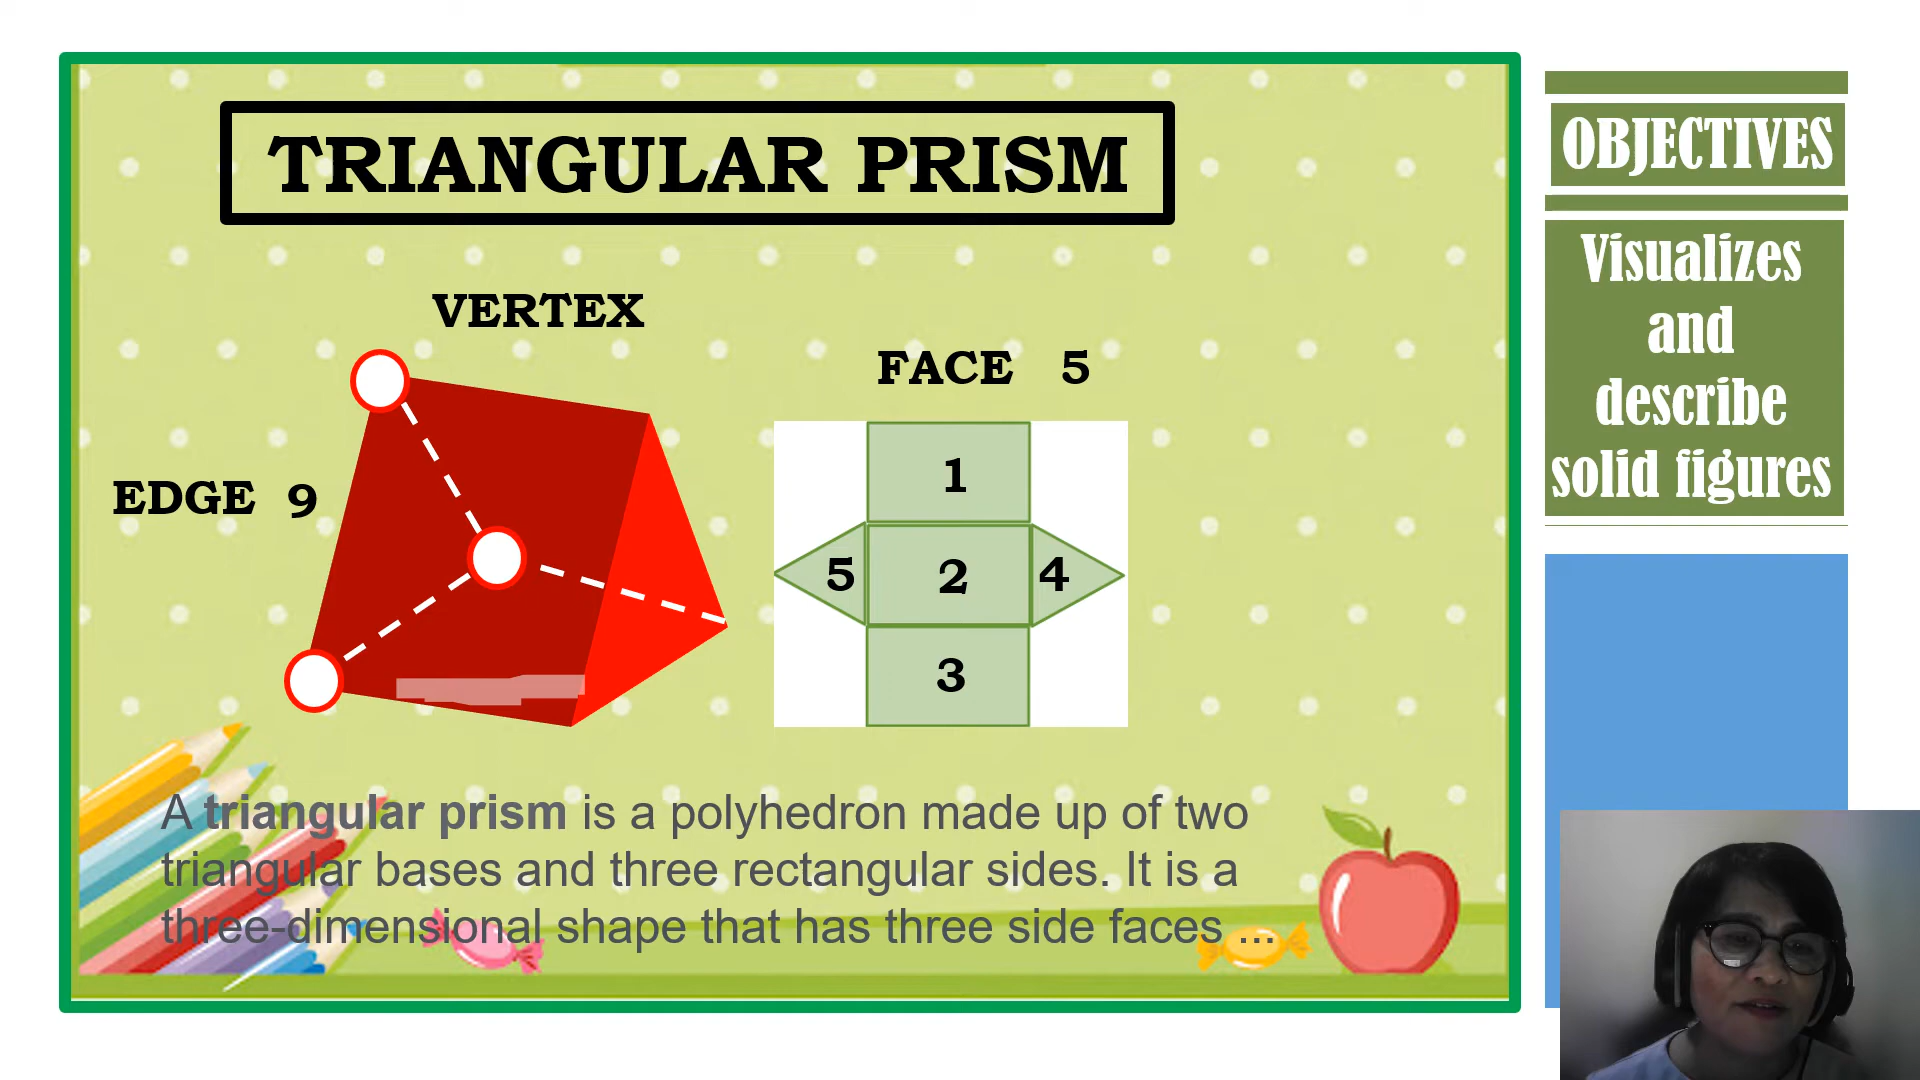 TRIANGULAR PRISM
VERTEX
FACE 5
EDGE 9
1
5 2 4
3
A triangular prism is a polyhedron made up of two
triangular bases and three rectangular sides. It is a
three-dimensional shape that has three side faces ...
OBJECTIVES
Visualizes
and
describe
solid figures